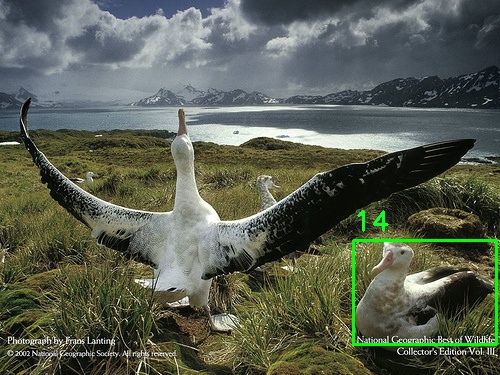 14
Photograph by Frans Lanting
© 2002 National Geographic Society. All rights reserved.
National Geographic Best of Wildlife
Collector's Edition Vol. III